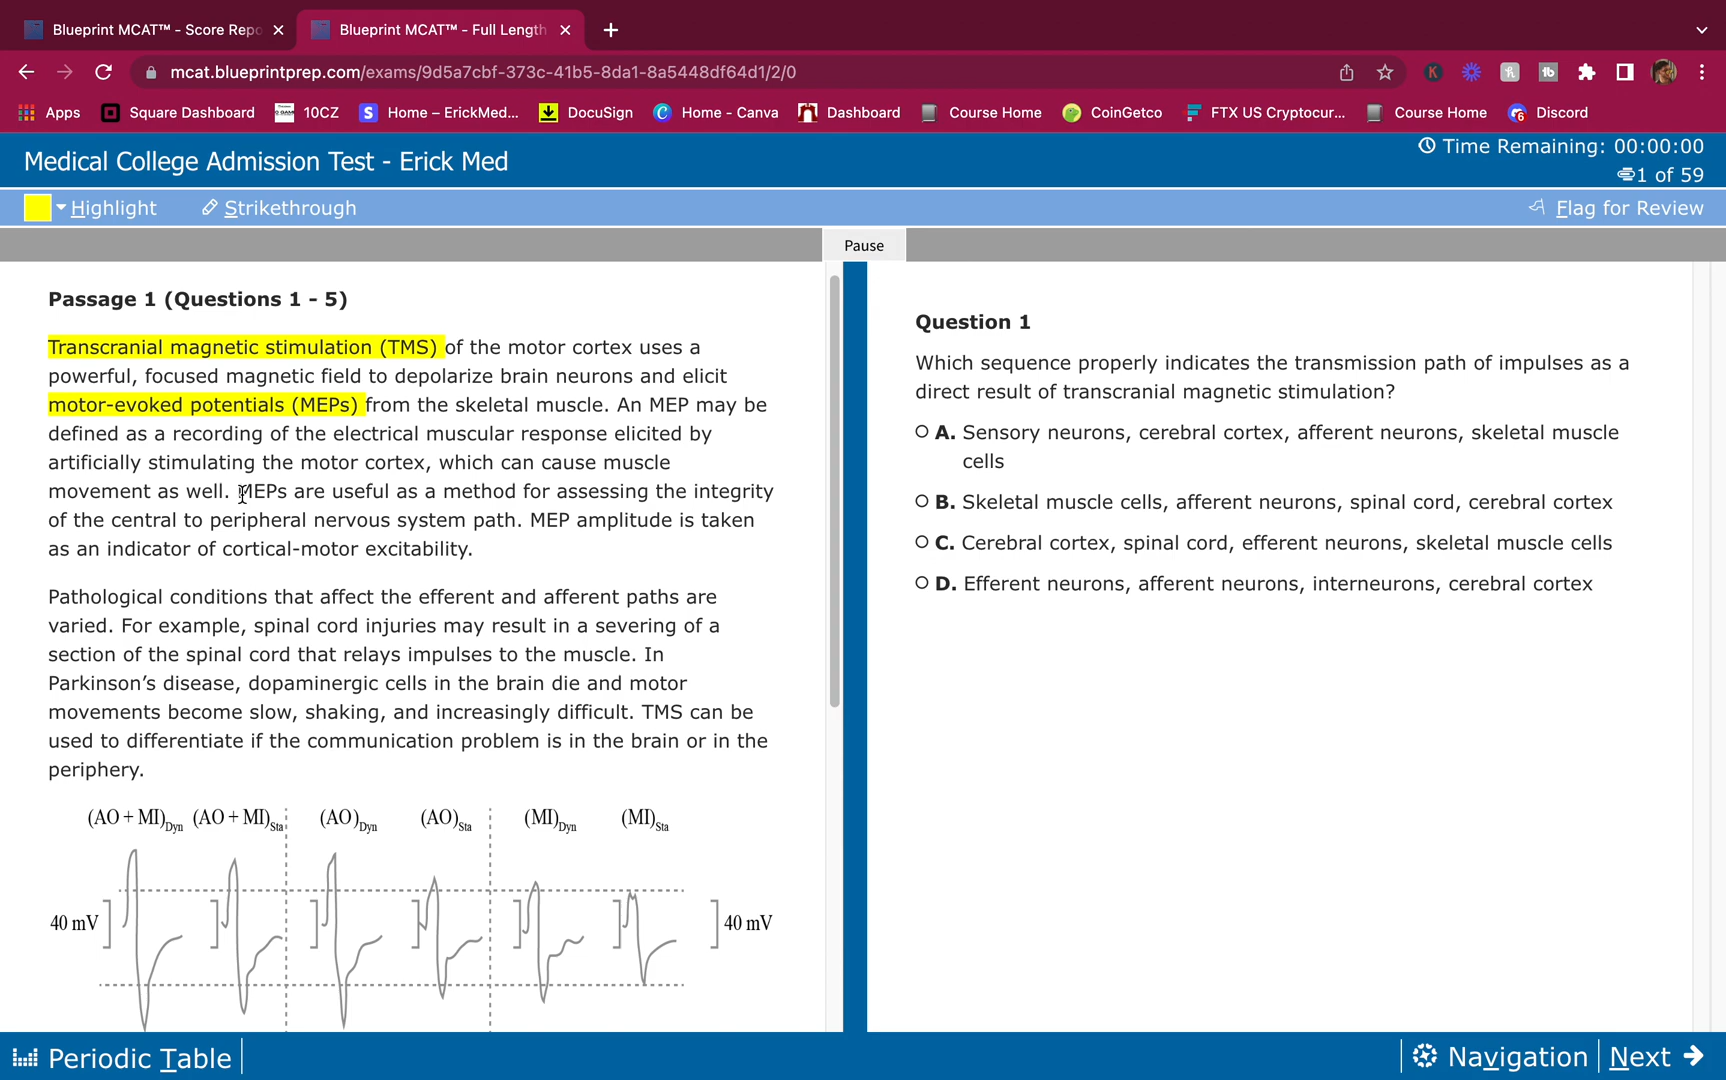 Blueprint MCAT™ - Score Repo
Blueprint MCAT™ - Full Length
mcat.blueprintprep.com/exams/9d5a7cbf-373c-41b5-8da1-8a5448df64d1/2/0
Apps
Square Dashboard
10CZ
Home – ErickMed...
DocuSign
Home - Canva
Dashboard
Course Home
CoinGetco
FTX US Cryptocur...
Course Home
Discord
Medical College Admission Test - Erick Med
Time Remaining: 00:00:00
1 of 59
Highlight
Strikethrough
Flag for Review
Pause
Passage 1 (Questions 1 - 5)
Transcranial magnetic stimulation (TMS) of the motor cortex uses a
powerful, focused magnetic field to depolarize brain neurons and elicit
motor-evoked potentials (MEPs) from the skeletal muscle. An MEP may be
defined as a recording of the electrical muscular response elicited by
artificially stimulating the motor cortex, which can cause muscle
movement as well. MEPs are useful as a method for assessing the integrity
of the central to peripheral nervous system path. MEP amplitude is taken
as an indicator of cortical-motor excitability.
Pathological conditions that affect the efferent and afferent paths are
varied. For example, spinal cord injuries may result in a severing of a
section of the spinal cord that relays impulses to the muscle. In
Parkinson’s disease, dopaminergic cells in the brain die and motor
movements become slow, shaking, and increasingly difficult. TMS can be
used to differentiate if the communication problem is in the brain or in the
periphery.
(AO + MI)Dyn (AO + MI)Sta (AO)Dyn (AO)Sta (MI)Dyn (MI)Sta
40 mV 40 mV
Question 1
Which sequence properly indicates the transmission path of impulses as a
direct result of transcranial magnetic stimulation?
A. Sensory neurons, cerebral cortex, afferent neurons, skeletal muscle
cells
B. Skeletal muscle cells, afferent neurons, spinal cord, cerebral cortex
C. Cerebral cortex, spinal cord, efferent neurons, skeletal muscle cells
D. Efferent neurons, afferent neurons, interneurons, cerebral cortex
Periodic Table
Navigation
Next